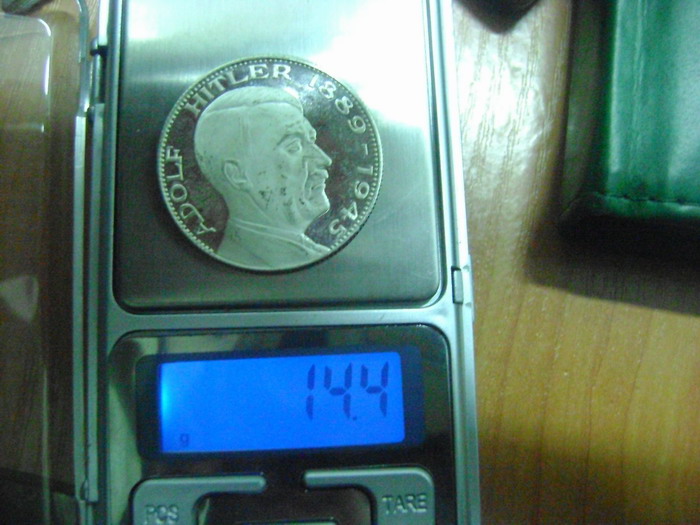 ADOLF HITLER 1889-1945
14.4
g
PCS TARE